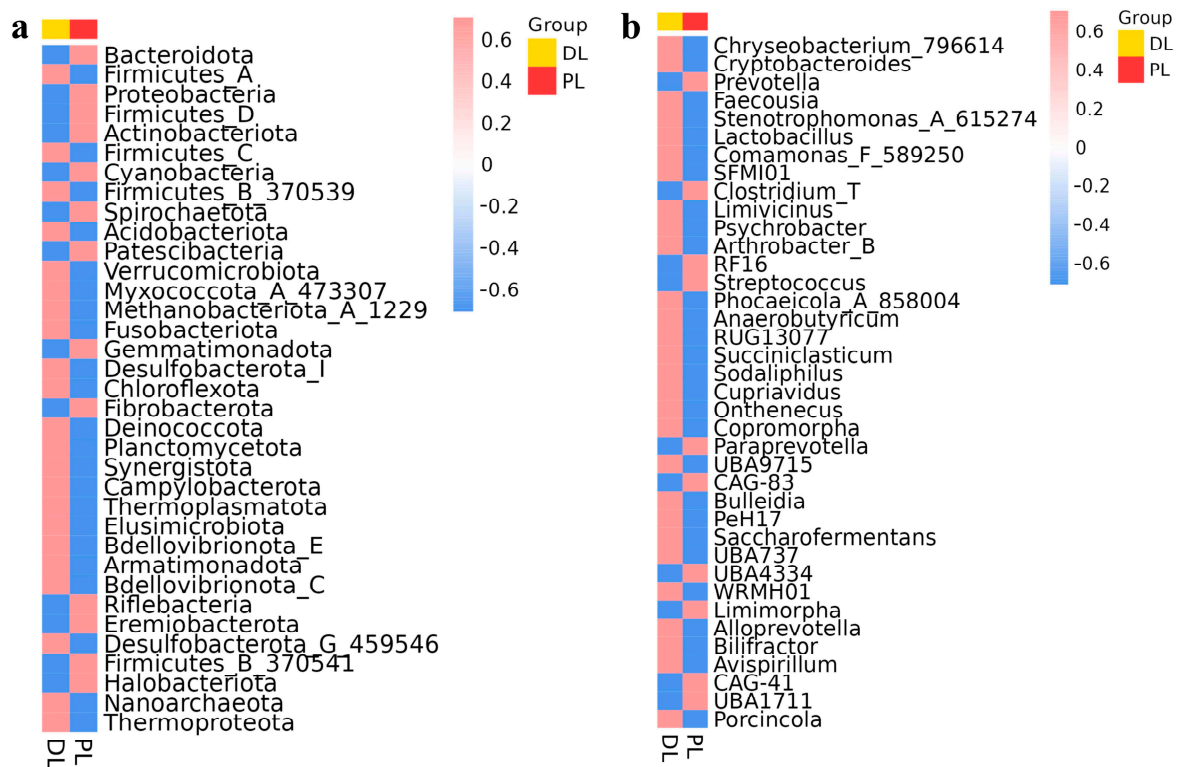 a
Group
DL
PL
0.6
0.4
0.2
0
-0.2
-0.4
-0.6
Bacteroidota
Firmicutes_A
Proteobacteria
Firmicutes_D
Actinobacteriota
Firmicutes_C
Cyanobacteria
Firmicutes_B_370539
Spirochaetota
Acidobacteriota
Patescibacteria
Verrucomicrobiota
Myxococcota_A_473307
Methanobacteriota_A_1229
Fusobacteriota
Gemmatimonadota
Desulfobacterota_I
Chloroflexota
Fibrobacterota
Deinococcota
Planctomycetota
Synergistota
Campylobacterota
Thermoplasmatota
Elusimicrobiota
Bdellovibrionota_E
Armatimonadota
Bdellovibrionota_C
Riflebacteria
Eremiobacterota
Desulfobacterota_G_459546
Firmicutes_B_370541
Halobacteriota
Nanoarchaeota
Thermoproteota
DL
PL
b
Group
DL
PL
0.6
0.4
0.2
0
-0.2
-0.4
-0.6
Chryseobacterium_796614
Cryptobacteroides
Prevotella
Faecousia
Stenotrophomonas_A_615274
Lactobacillus
Comamonas_F_589250
SFMI01
Clostridium_T
Limivicinus
Psychrobacter
Arthrobacter_B
RF16
Streptococcus
Phocaeicola_A_858004
Anaerobutyricum
RUG13077
Succiniclasticum
Sodaliphilus
Cupriavidus
Onthenecus
Copromorpha
Paraprevotella
UBA9715
CAG-83
Bulleidia
PeH17
Saccharofermentans
UBA737
UBA4334
WRMH01
Limimorpha
Alloprevotella
Bilifractor
Avispirillum
CAG-41
UBA1711
Porcincola
DL
PL